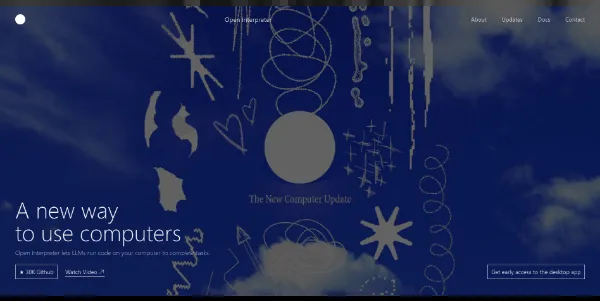 Open Interpreter
About
Updates
Docs
Contact
The New Computer Update
A new way
to use computers
Open Interpreter lets LLMs run code on your computer to complete tasks.
★ 30K Github
Watch Video ↗
Get early access to the desktop app